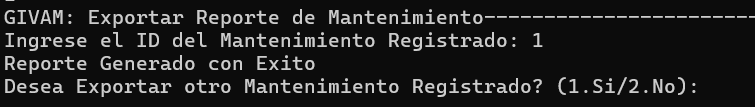 GIVAM: Exportar Reporte de Mantenimiento----------------------
Ingrese el ID del Mantenimiento Registrado: 1
Reporte Generado con Exito
Desea Exportar otro Mantenimiento Registrado? (1.Si/2.No):